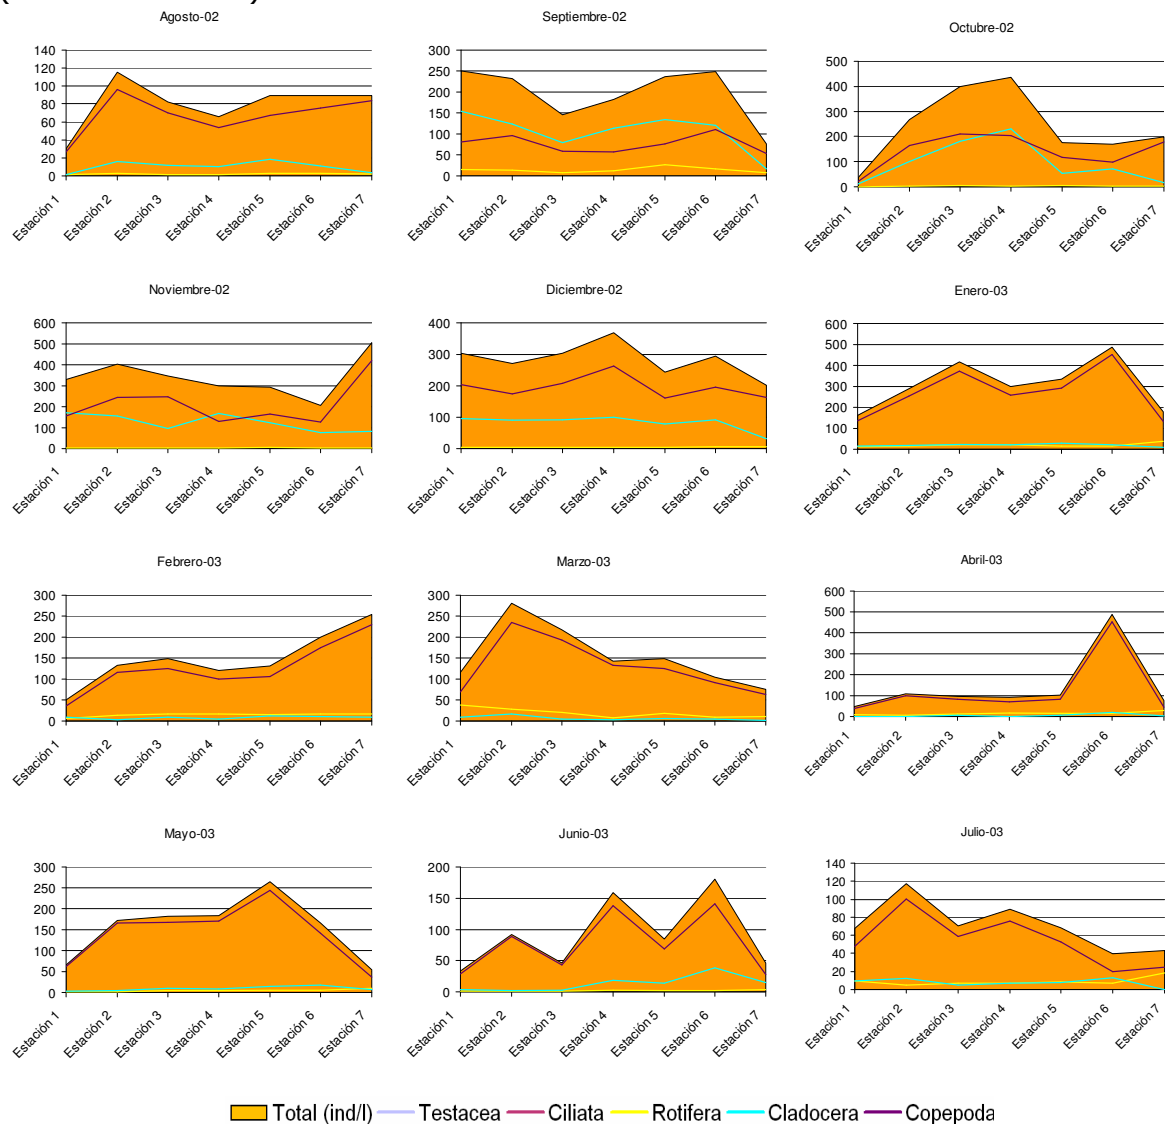 Agosto-02
140
120
100
80
60
40
20
0
Estación 1
Estación 2
Estación 3
Estación 4
Estación 5
Estación 6
Estación 7
Septiembre-02
300
250
200
150
100
50
0
Estación 1
Estación 2
Estación 3
Estación 4
Estación 5
Estación 6
Estación 7
Octubre-02
500
400
300
200
100
0
Estación 1
Estación 2
Estación 3
Estación 4
Estación 5
Estación 6
Estación 7
Noviembre-02
600
500
400
300
200
100
0
Estación 1
Estación 2
Estación 3
Estación 4
Estación 5
Estación 6
Estación 7
Diciembre-02
400
300
200
100
0
Estación 1
Estación 2
Estación 3
Estación 4
Estación 5
Estación 6
Estación 7
Enero-03
600
500
400
300
200
100
0
Estación 1
Estación 2
Estación 3
Estación 4
Estación 5
Estación 6
Estación 7
Febrero-03
300
250
200
150
100
50
0
Estación 1
Estación 2
Estación 3
Estación 4
Estación 5
Estación 6
Estación 7
Marzo-03
300
250
200
150
100
50
0
Estación 1
Estación 2
Estación 3
Estación 4
Estación 5
Estación 6
Estación 7
Abril-03
600
500
400
300
200
100
0
Estación 1
Estación 2
Estación 3
Estación 4
Estación 5
Estación 6
Estación 7
Mayo-03
300
250
200
150
100
50
0
Estación 1
Estación 2
Estación 3
Estación 4
Estación 5
Estación 6
Estación 7
Junio-03
200
150
100
50
0
Estación 1
Estación 2
Estación 3
Estación 4
Estación 5
Estación 6
Estación 7
Julio-03
140
120
100
80
60
40
20
0
Estación 1
Estación 2
Estación 3
Estación 4
Estación 5
Estación 6
Estación 7
Total (ind/l) Testacea Ciliata Rotifera Cladocera Copepoda